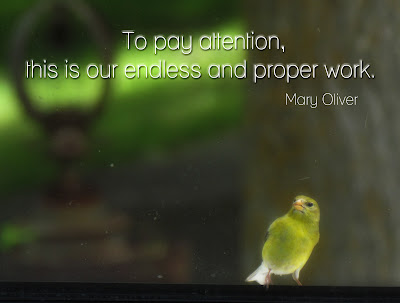 To pay attention,
this is our endless and proper work.
Mary Oliver